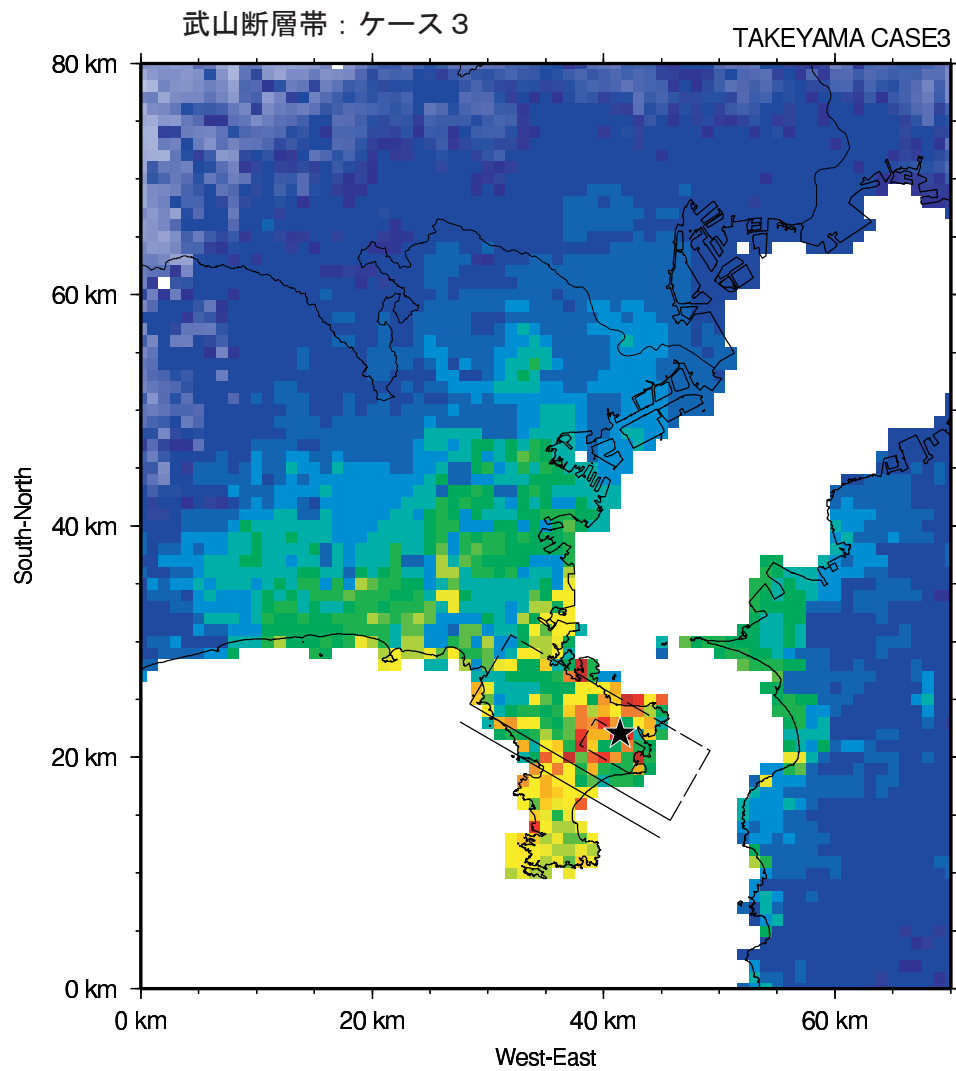 武山断層帯：ケース３
TAKEYAMA CASE3
80 km
60 km
40 km
20 km
0 km
South-North
0 km
20 km
40 km
60 km
West-East